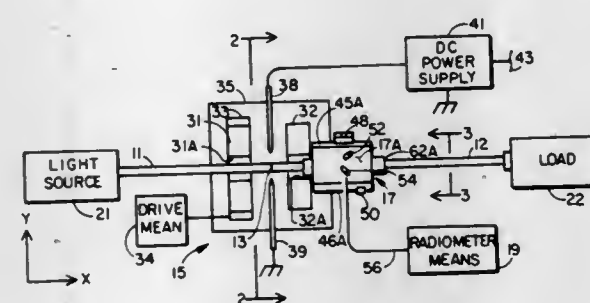 2
41
DC
POWER
SUPPLY
43
35
38
33
31
32
45A
48
52
31A
17A
62A
3
12
11
54
LIGHT
SOURCE
21
LOAD
22
17
3
50
DRIVE
MEAN
34
13
32A
46A
15
39
56
RADIOMETER
MEANS
19
Y
X
2